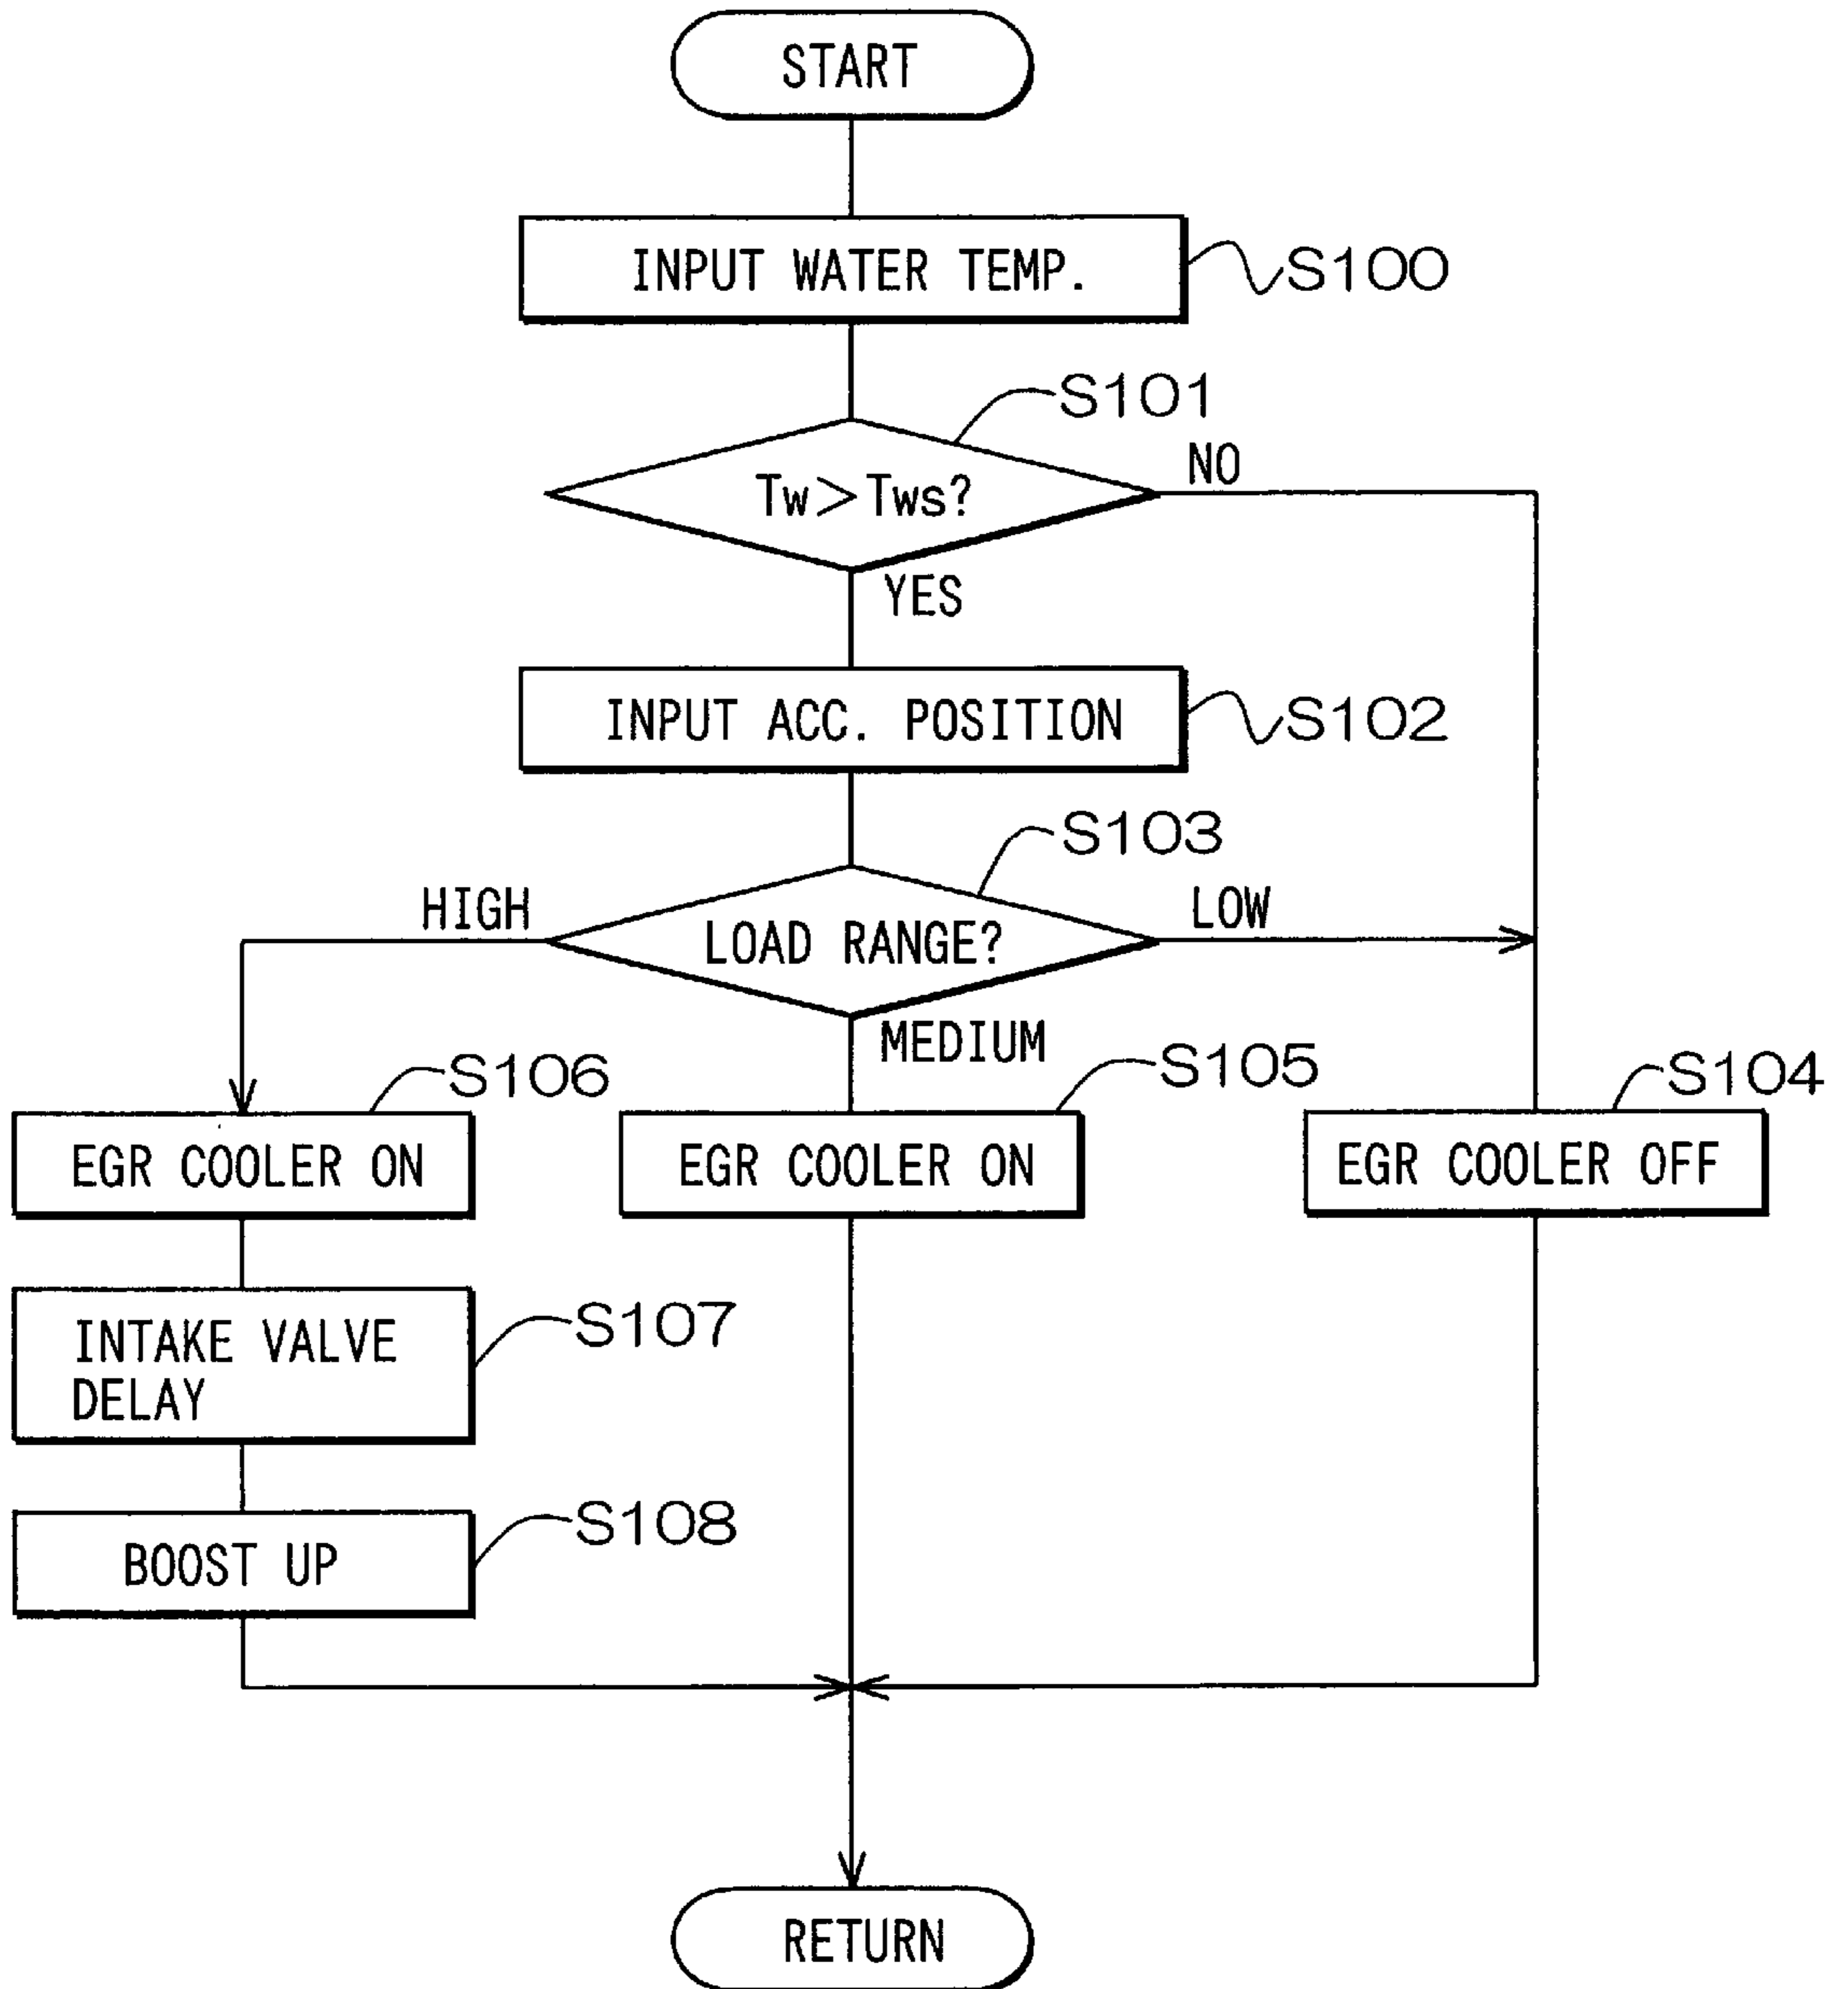 START
INPUT WATER TEMP.
S100
S101
Tw>Tws?
NO
YES
INPUT ACC. POSITION
S102
S103
HIGH
LOAD RANGE?
LOW
MEDIUM
S106
S105
S104
EGR COOLER ON
EGR COOLER ON
EGR COOLER OFF
INTAKE VALVE
DELAY
S107
BOOST UP
S108
RETURN